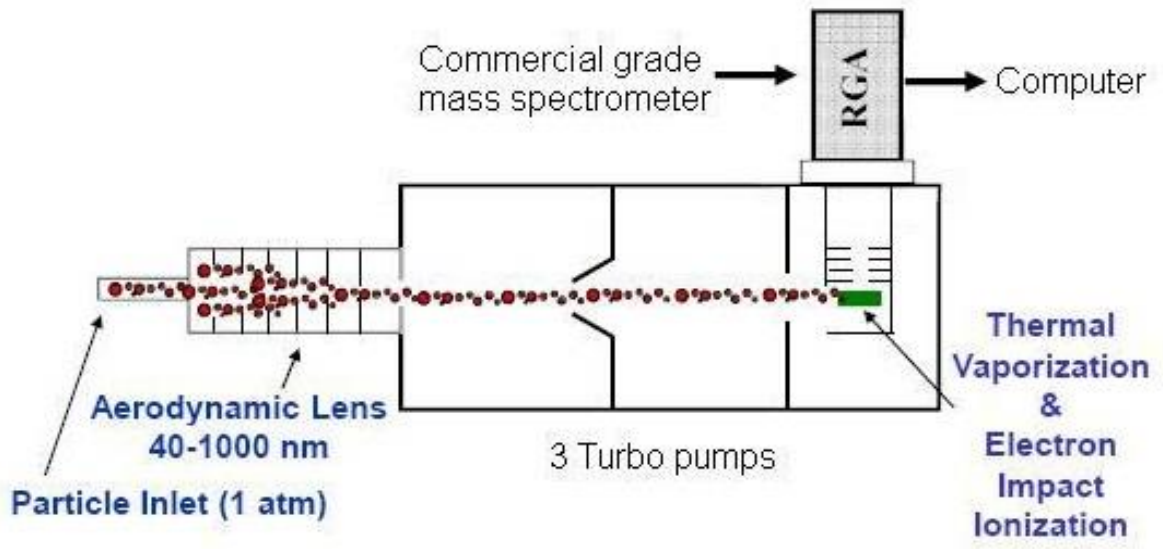 Commercial grade
mass spectrometer
RGA
Computer
Aerodynamic Lens
40-1000 nm
Particle Inlet (1 atm)
3 Turbo pumps
Thermal
Vaporization
&
Electron
Impact
Ionization